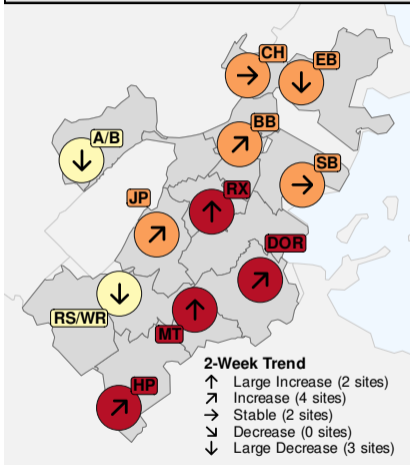 CH
EB
BB
A/B
SB
RX
JP
DOR
RS/WR
MT
HP
2-Week Trend
↑ Large Increase (2 sites)
↗ Increase (4 sites)
→ Stable (2 sites)
↘ Decrease (0 sites)
↓ Large Decrease (3 sites)